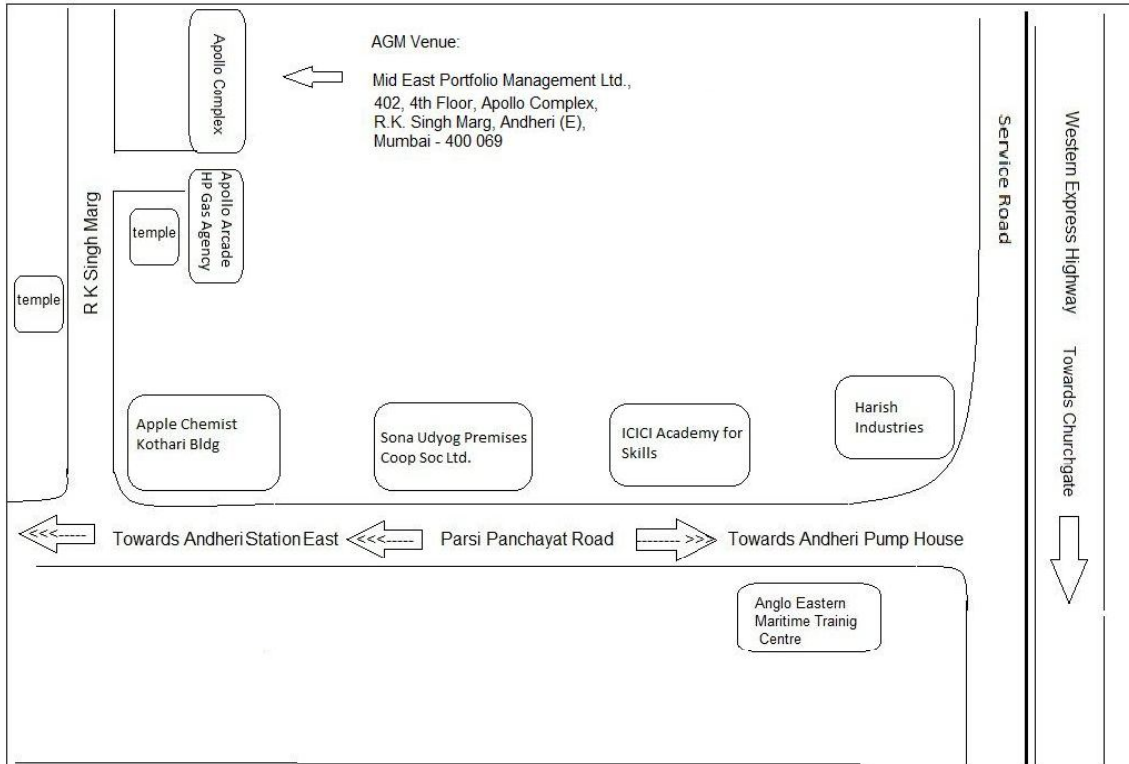 AGM Venue:
Mid East Portfolio Management Ltd.,
402, 4th Floor, Apollo Complex,
R.K. Singh Marg, Andheri (E),
Mumbai - 400 069
Apollo Complex
Apollo Arcade
HP Gas Agency
temple
temple
R K Singh Marg
Service Road
Western Express Highway
Towards Churchgate
Apple Chemist
Kothari Bldg
Sona Udyog Premises
Coop Soc Ltd.
ICICI Academy for
Skills
Harish
Industries
<<<-----
Towards Andheri Station East
<<<-----
Parsi Panchayat Road
------->>>
Towards Andheri Pump House
Anglo Eastern
Maritime Trainig
Centre